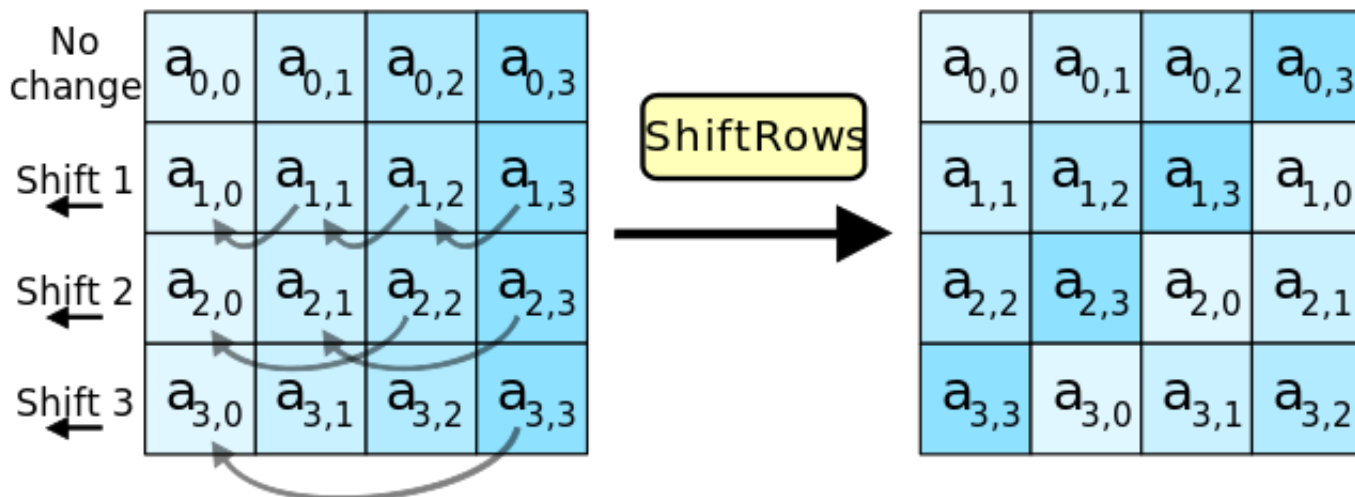 No
change
a0,0 a0,1 a0,2 a0,3
ShiftRows
a0,0 a0,1 a0,2 a0,3
Shift 1
a1,0 a1,1 a1,2 a1,3
a1,1 a1,2 a1,3 a1,0
Shift 2
a2,0 a2,1 a2,2 a2,3
a2,2 a2,3 a2,0 a2,1
Shift 3
a3,0 a3,1 a3,2 a3,3
a3,3 a3,0 a3,1 a3,2